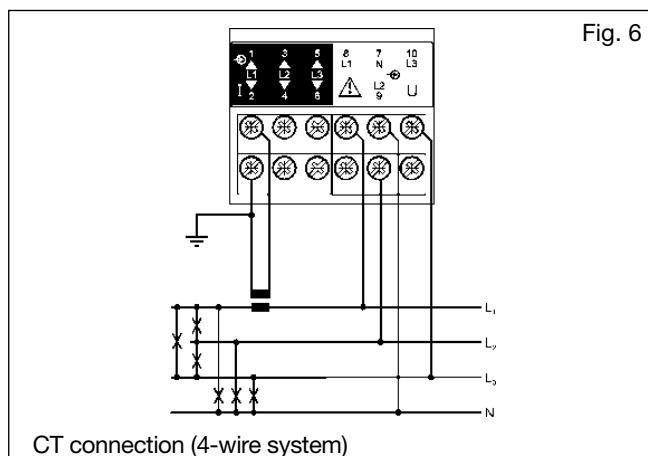 Fig. 6
1 3 5 8 7 10
L1 N L3
L1 L2 L3
L2
I 2 4 6 9 U
L1
L2
L3
N
CT connection (4-wire system)